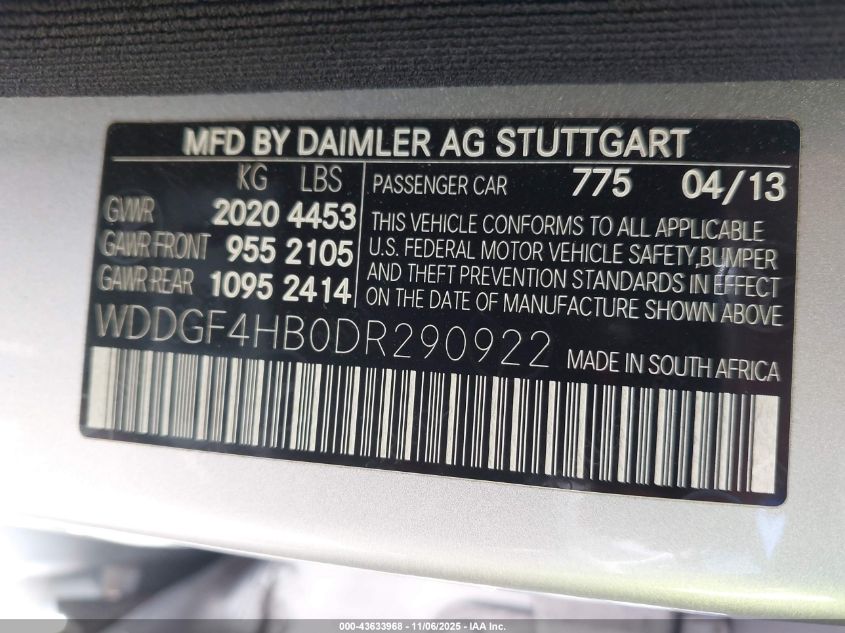 MFD BY DAIMLER AG STUTTGART
KG LBS
GVWR 2020 4453
GAWR FRONT 955 2105
GAWR REAR 1095 2414
PASSENGER CAR 775 04/13
THIS VEHICLE CONFORMS TO ALL APPLICABLE
U.S. FEDERAL MOTOR VEHICLE SAFETY,BUMPER
AND THEFT PREVENTION STANDARDS IN EFFECT
ON THE DATE OF MANUFACTURE SHOWN ABOVE
WDDGF4HB0DR290922 MADE IN SOUTH AFRICA
000-43633968 - 11/06/2025 - IAA Inc.